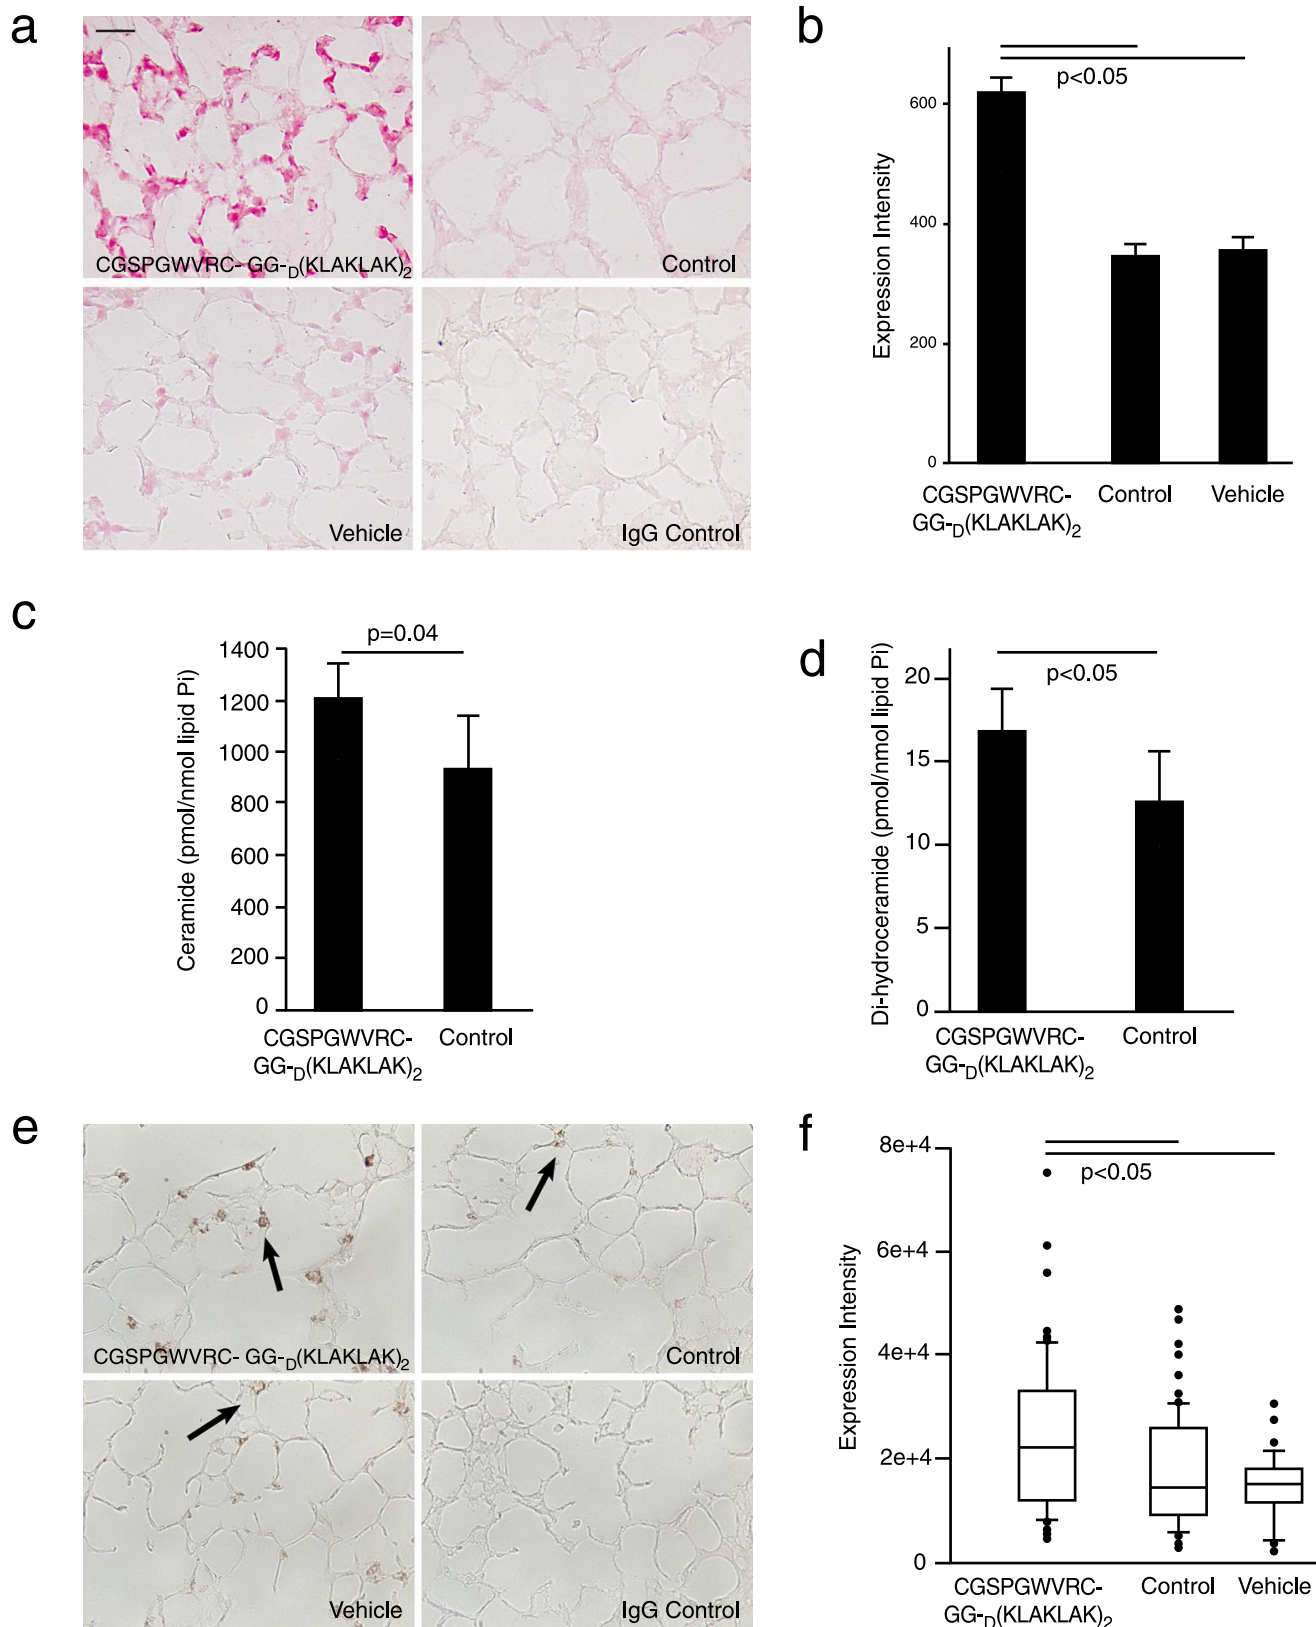 a
CGSPGWVRC- GG-D(KLAKLAK)2
Control
Vehicle
IgG Control
b
p<0.05
Expression Intensity
600
400
200
0
CGSPGWVRC-
GG-D(KLAKLAK)2
Control
Vehicle
c
p=0.04
Ceramide (pmol/nmol lipid Pi)
1400
1200
1000
800
600
400
200
0
CGSPGWVRC-
GG-D(KLAKLAK)2
Control
d
p<0.05
Di-hydroceramide (pmol/nmol lipid Pi)
20
15
10
5
0
CGSPGWVRC-
GG-D(KLAKLAK)2
Control
e
CGSPGWVRC- GG-D(KLAKLAK)2
Control
Vehicle
IgG Control
f
p<0.05
Expression Intensity
8e+4
6e+4
4e+4
2e+4
0
CGSPGWVRC-
GG-D(KLAKLAK)2
Control
Vehicle